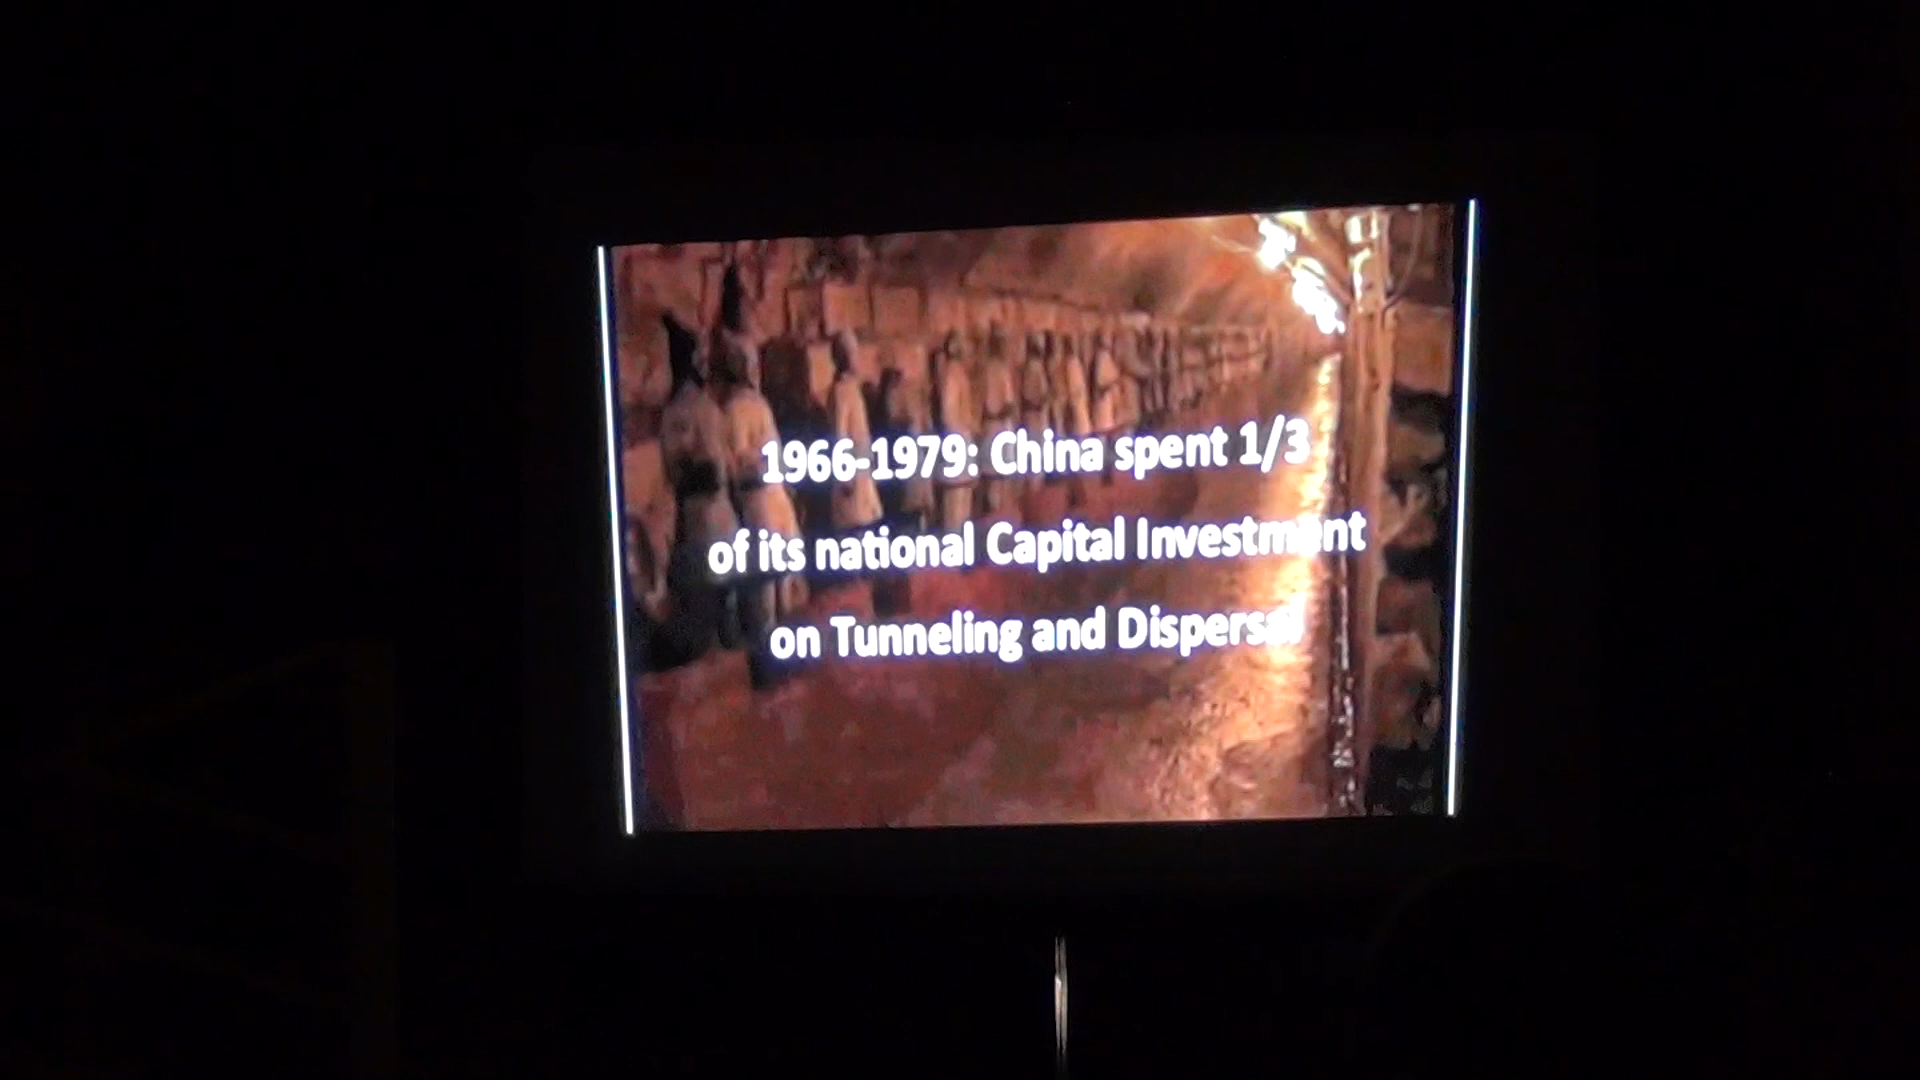 1966-1979: China spent 1/3
of its national Capital Investment
on Tunneling and Dispersal